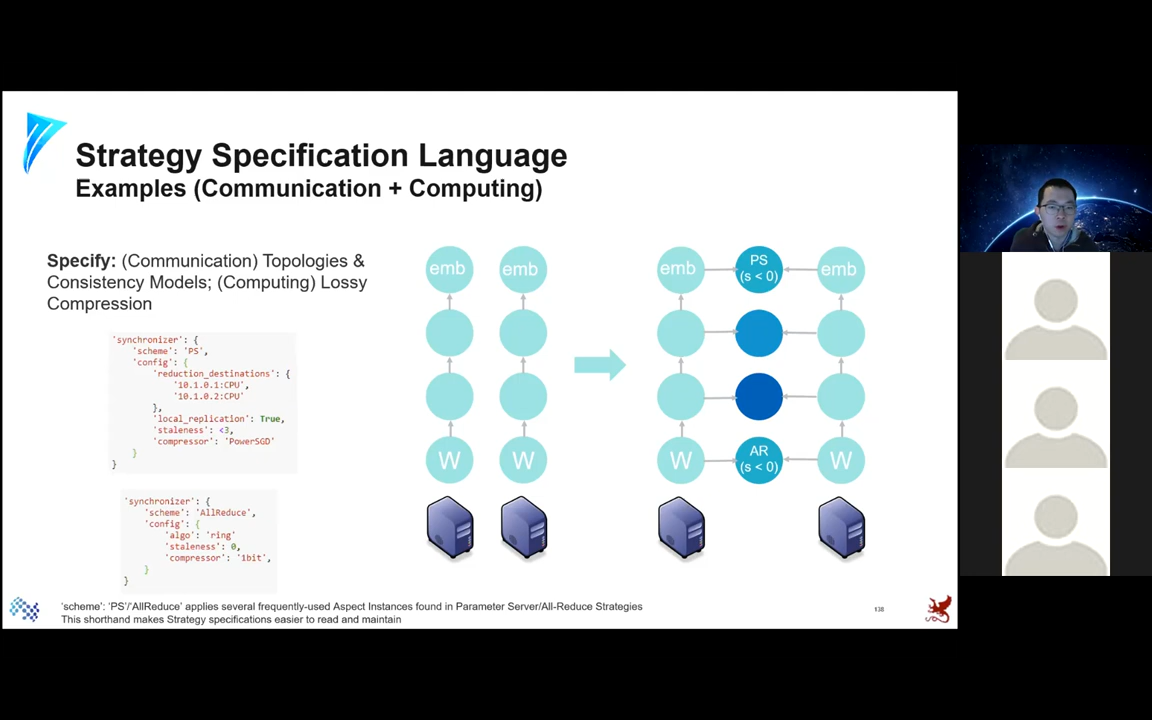 Strategy Specification Language
Examples (Communication + Computing)
Specify: (Communication) Topologies &
Consistency Models; (Computing) Lossy
Compression
'synchronizer': {
'scheme': 'PS',
'config': {
'reduction_destinations': {
'10.1.0.1:CPU',
'10.1.0.2:CPU'
},
'local_replication': True,
'staleness': <3,
'compressor': 'PowerSGD'
}
}
'synchronizer': {
'scheme': 'AllReduce',
'config': {
'algo': 'ring'
'staleness': 0,
'compressor': '1bit',
}
}
emb
emb
W
W
emb
PS
(s < 0)
emb
W
AR
(s < 0)
W
'scheme': 'PS'/'AllReduce' applies several frequently-used Aspect Instances found in Parameter Server/All-Reduce Strategies
This shorthand makes Strategy specifications easier to read and maintain
138